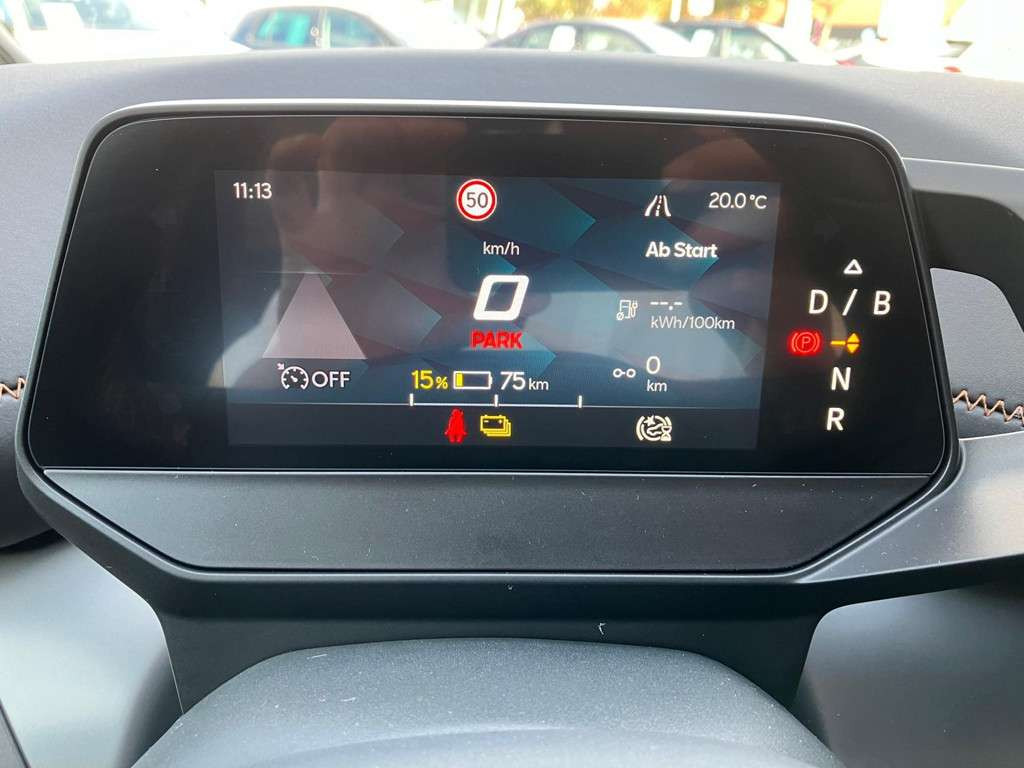 11:13
50
20.0 °C
km/h
Ab Start
0
PARK
--.-
kWh/100km
OFF
15% 75 km
0
km
D / B
P
N
R